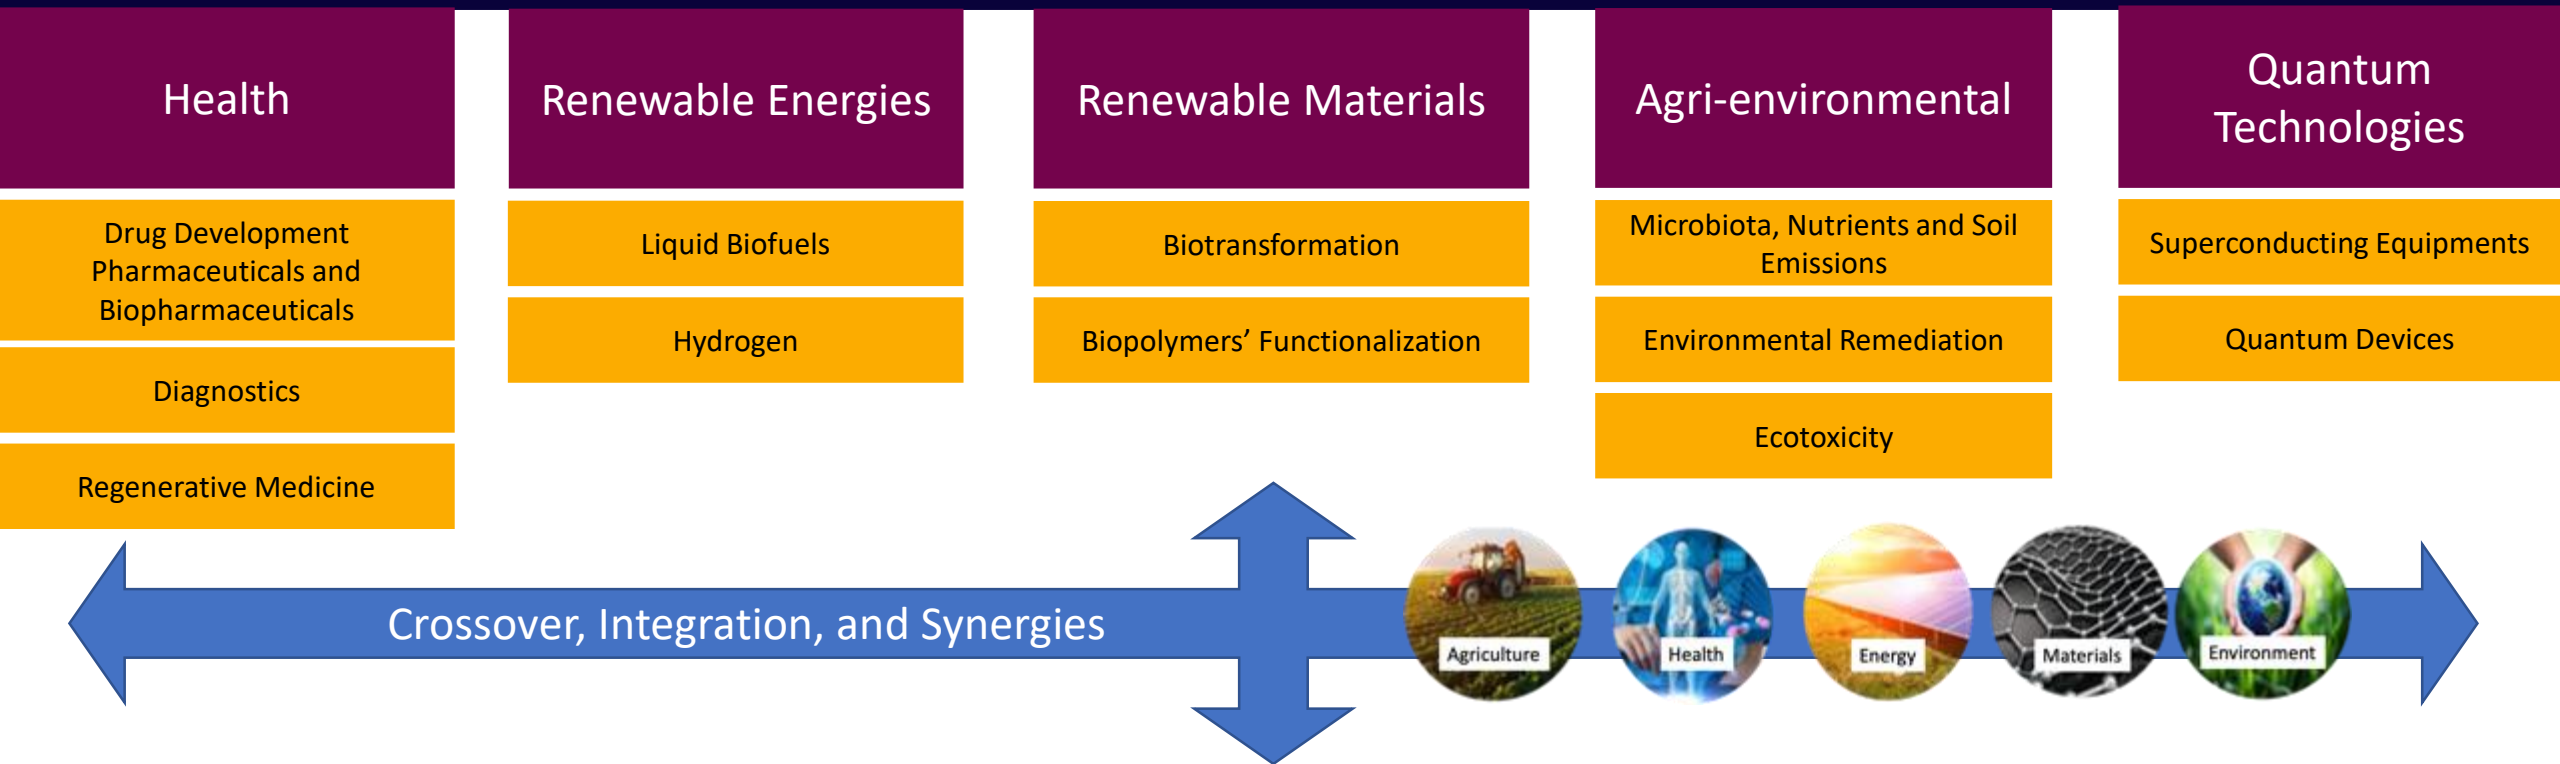 Health
Renewable Energies
Renewable Materials
Agri-environmental
Quantum
Technologies
Drug Development
Pharmaceuticals and
Biopharmaceuticals
Diagnostics
Regenerative Medicine
Liquid Biofuels
Hydrogen
Biotransformation
Biopolymers’ Functionalization
Microbiota, Nutrients and Soil
Emissions
Environmental Remediation
Ecotoxicity
Superconducting Equipments
Quantum Devices
Crossover, Integration, and Synergies
Agriculture
Health
Energy
Materials
Environment